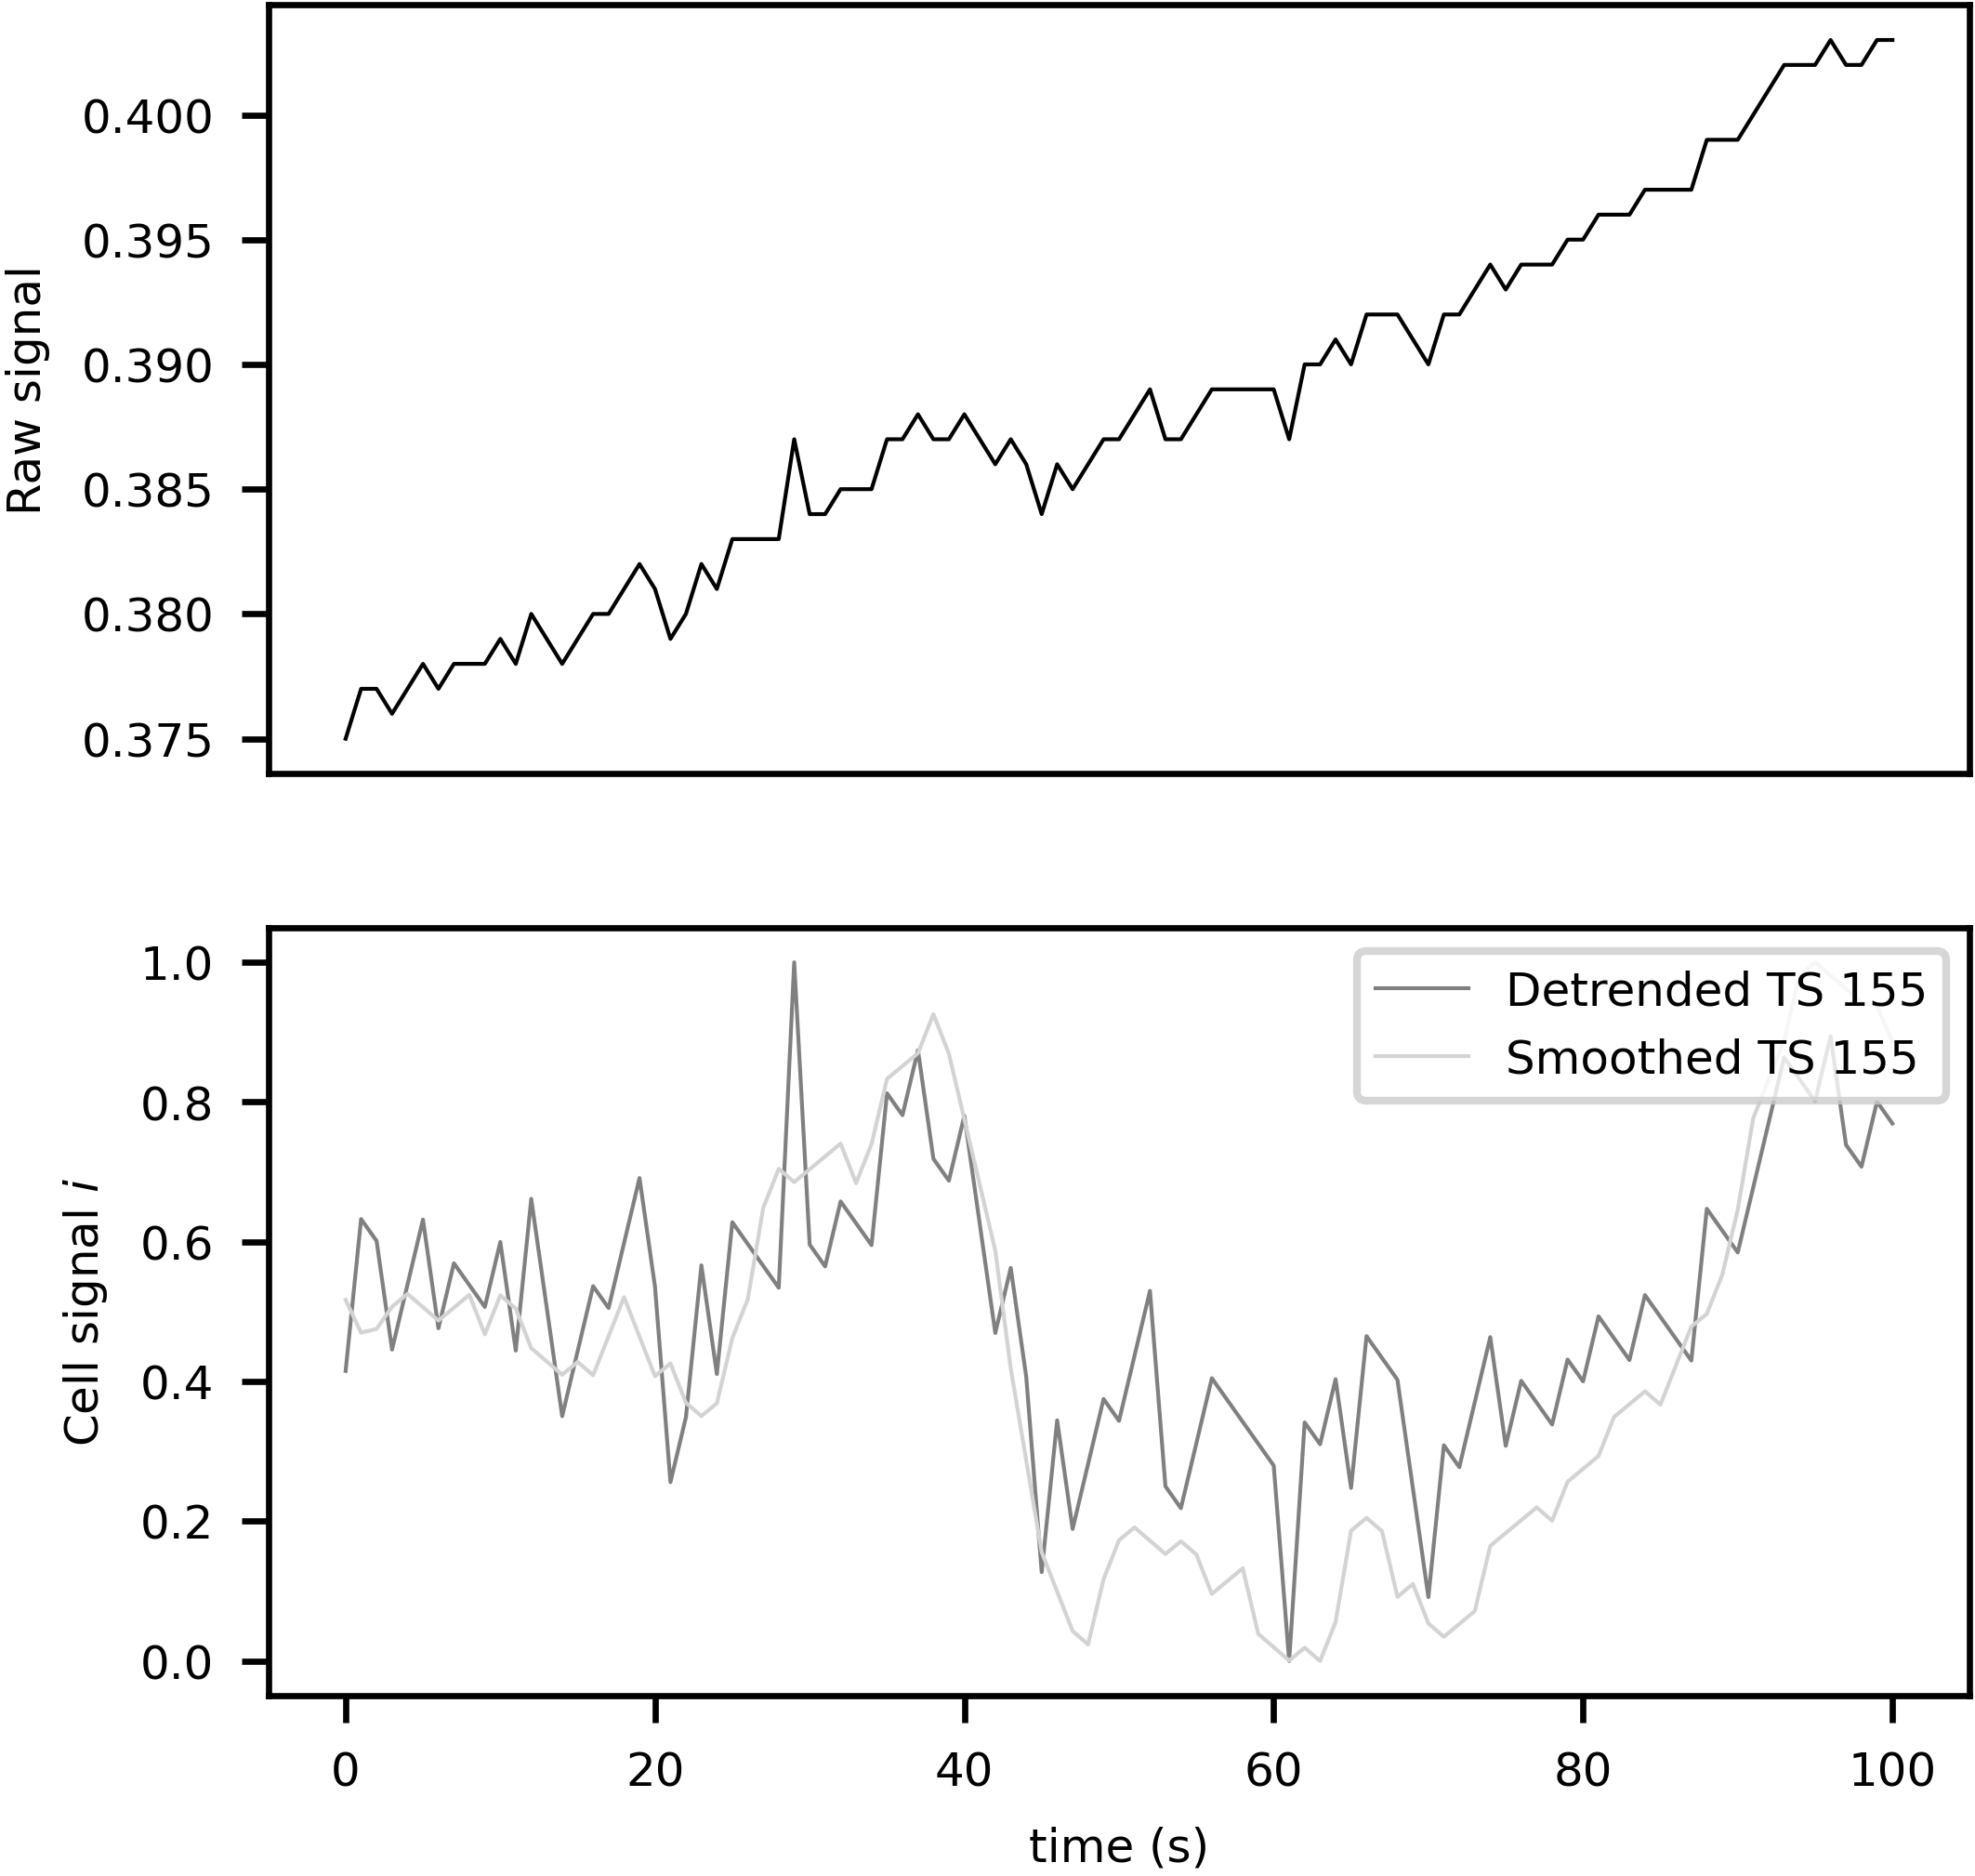 0.400
0.395
0.390
0.385
0.380
0.375
Raw signal
1.0
0.8
0.6
0.4
0.2
0.0
Cell signal i
Detrended TS 155
Smoothed TS 155
0 20 40 60 80 100
time (s)